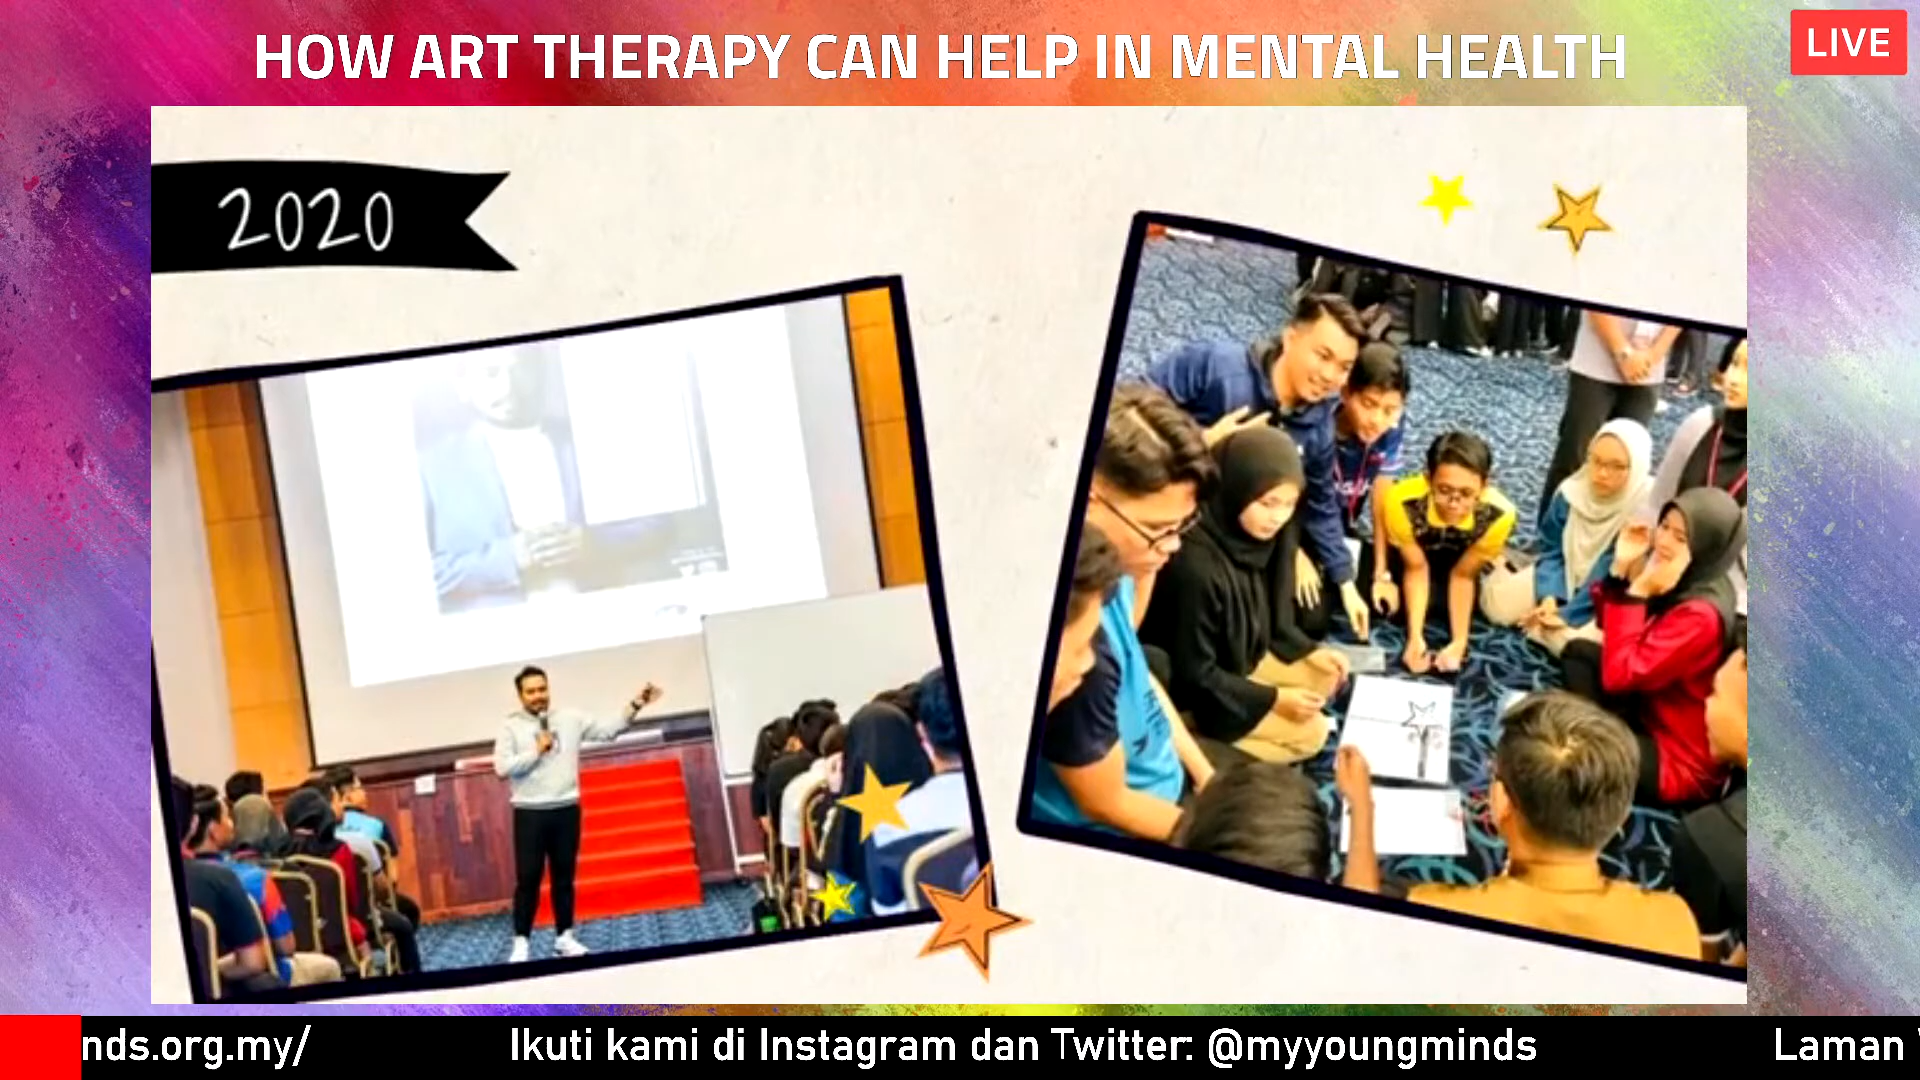 HOW ART THERAPY CAN HELP IN MENTAL HEALTH
LIVE
2020
nds.org.my/ Ikuti kami di Instagram dan Twitter: @myyoungminds Laman